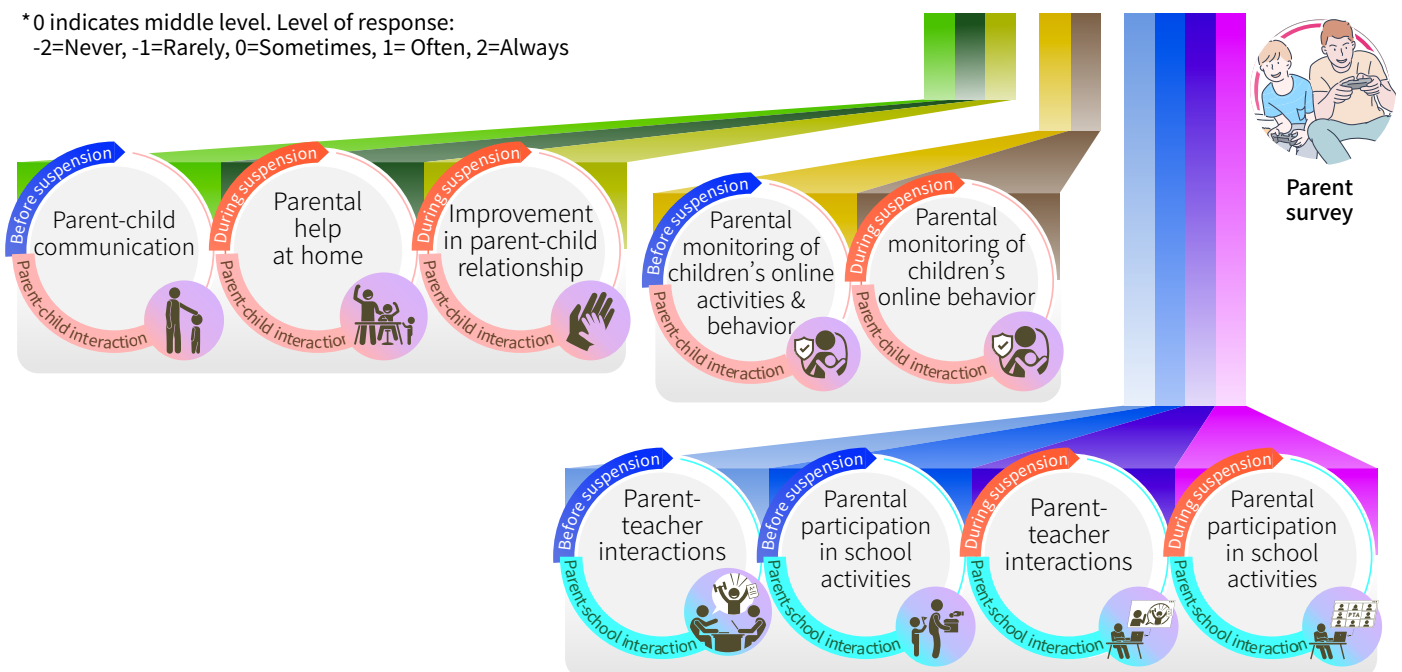 *0 indicates middle level. Level of response:
-2=Never, -1=Rarely, 0=Sometimes, 1= Often, 2=Always
Parent
survey
Before suspension
Parent-child
communication
Parent-child interaction
During suspension
Parental
help
at home
Parent-child interaction
During suspension
Improvement
in parent-child
relationship
Parent-child interaction
Before suspension
Parental
monitoring of
children's online
activities &
behavior
Parent-child interaction
During suspension
Parental
monitoring of
children's
online behavior
Parent-child interaction
Before suspension
Parent-
teacher
interactions
Parent-school interaction
Before suspension
Parental
participation
in school
activities
Parent-school interaction
During suspension
Parent-
teacher
interactions
Parent-school interaction
During suspension
Parental
participation
in school
activities
PTA
Parent-school interaction